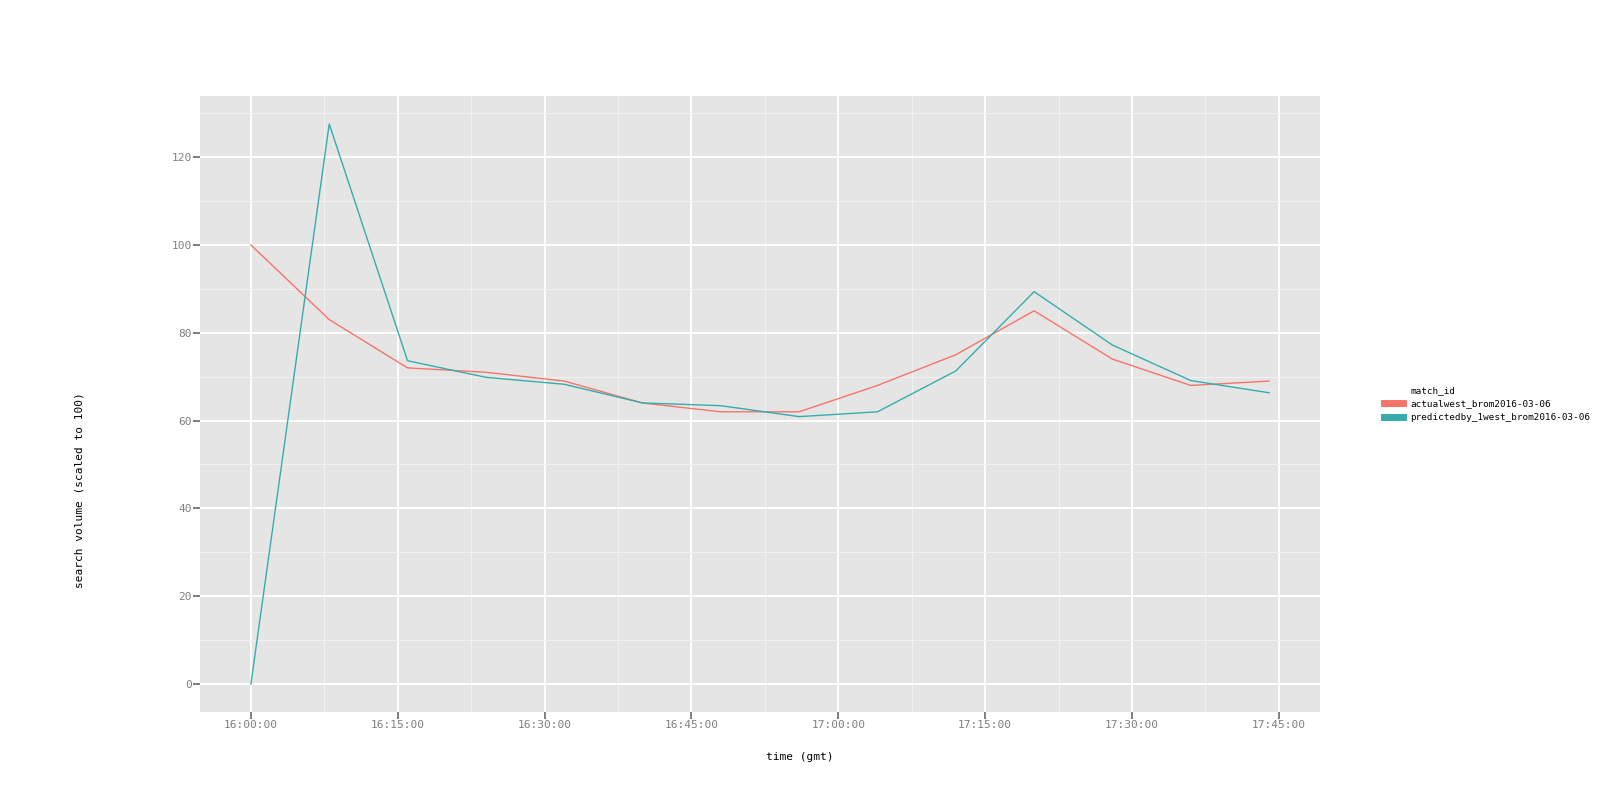 120
100
80
60
40
20
0
search volume (scaled to 100)
16:00:00 16:15:00 16:30:00 16:45:00 17:00:00 17:15:00 17:30:00 17:45:00
time (gmt)
match_id
actualwest_brom2016-03-06
predictedby_1west_brom2016-03-06